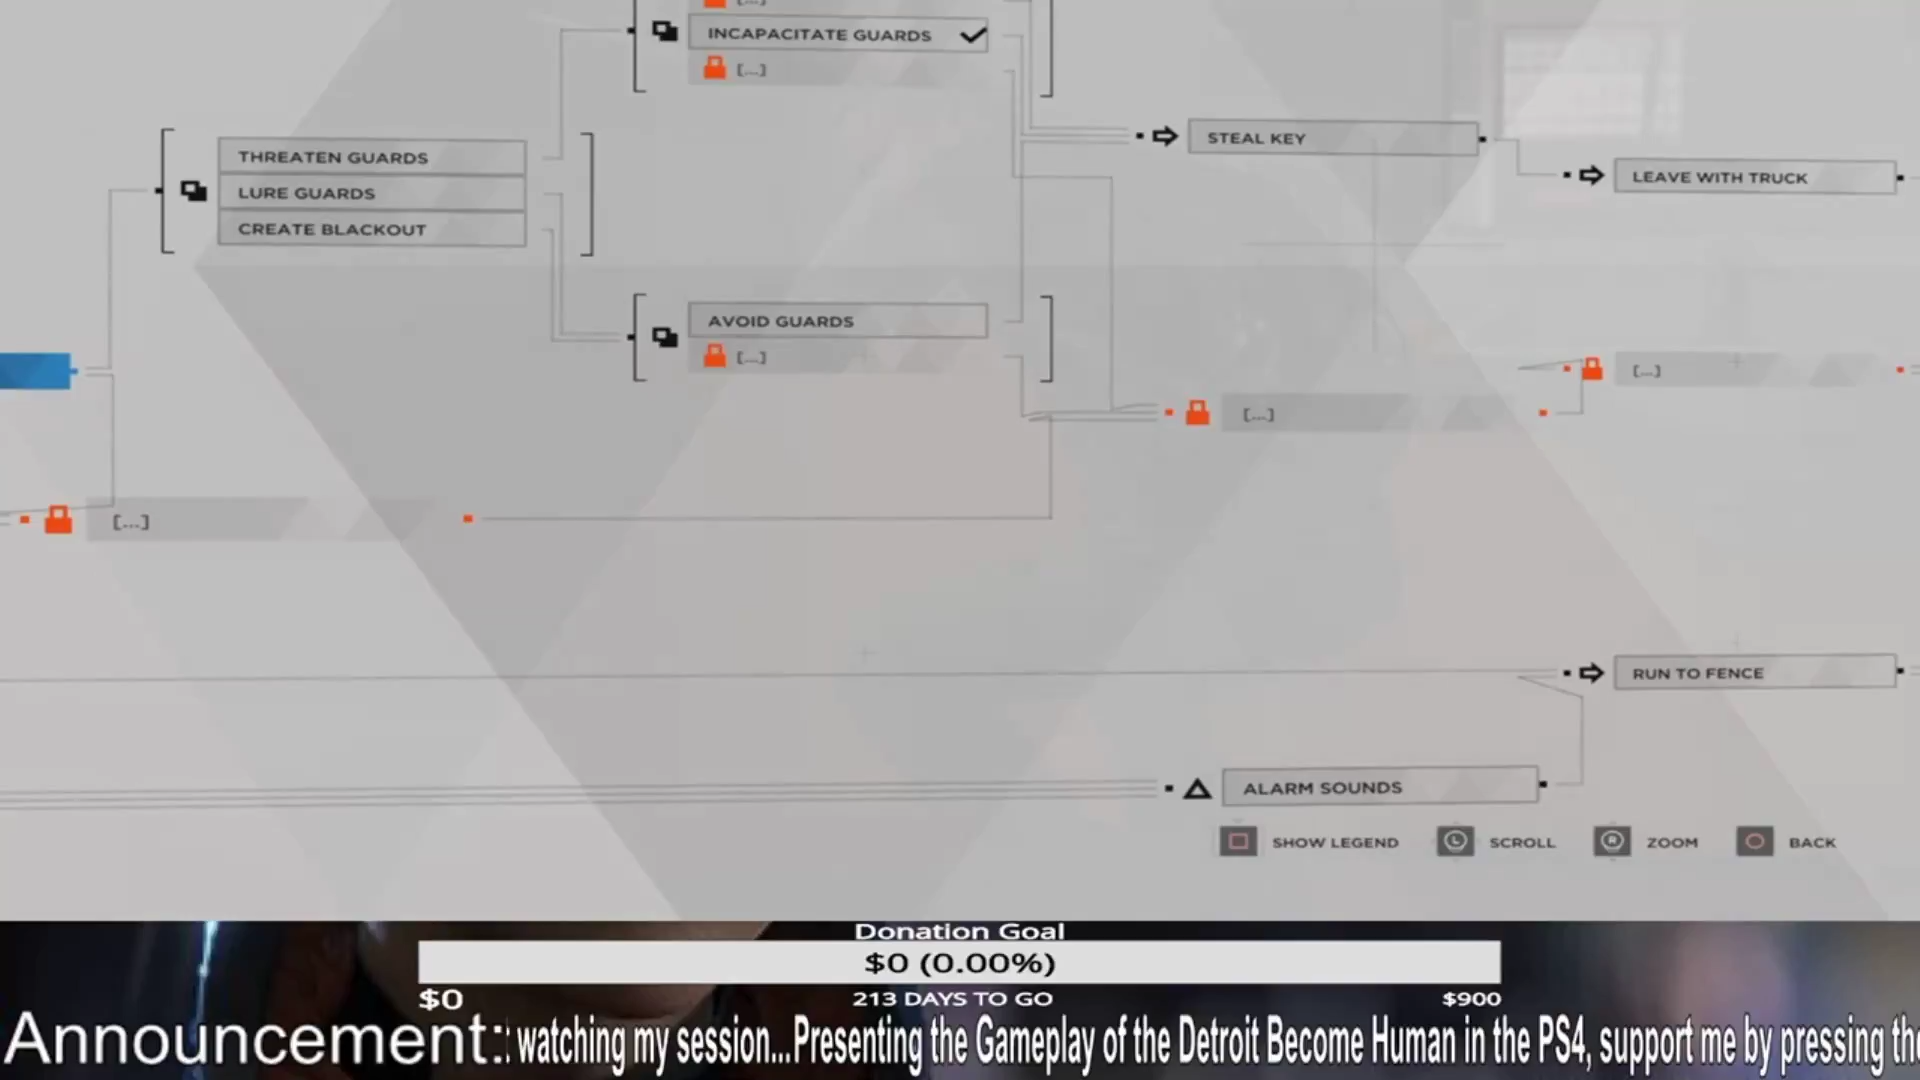 [...]
INCAPACITATE GUARDS
[...]
THREATEN GUARDS
LURE GUARDS
CREATE BLACKOUT
STEAL KEY
LEAVE WITH TRUCK
AVOID GUARDS
[...]
[...]
[...]
[...]
RUN TO FENCE
ALARM SOUNDS
SHOW LEGEND
L SCROLL
R ZOOM
BACK
Donation Goal
$0 (0.00%)
$0 213 DAYS TO GO $900
Announcement:: watching my session...Presenting the Gameplay of the Detroit Become Human in the PS4, support me by pressing the